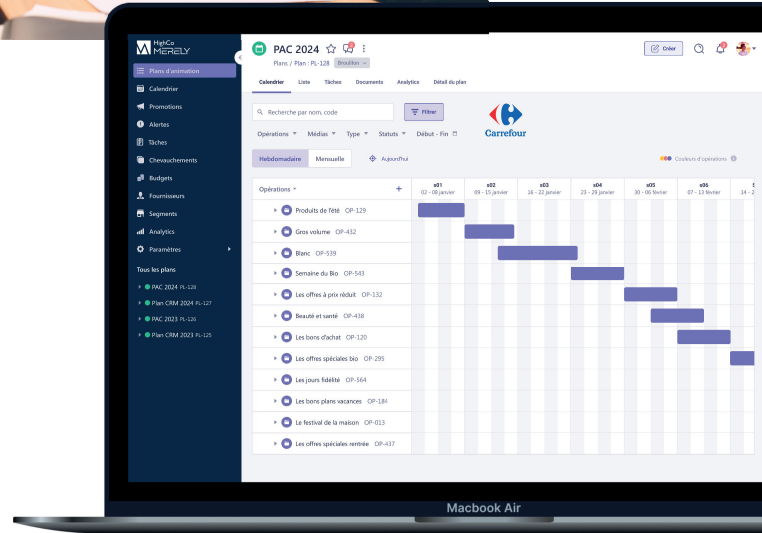 HighCo
MERELY
Plans d'animation
Calendrier
Promotions
Alertes
Tâches
Chevauchements
Budgets
Fournisseurs
Segments
Analytics
Paramètres
Tous les plans
PAC 2024 PL-128
Plan CRM 2024 PL-127
PAC 2023 PL-126
Plan CRM 2023 PL-125
PAC 2024
Plans / Plan : PL-128 Brouillon
Créer
Calendrier Liste Tâches Documents Analytics Détail du plan
Recherche par nom, code
Filtrer
Carrefour
Opérations Médias Type Statuts Début - Fin
Hebdomadaire Mensuelle Aujourd'hui
Couleurs d'opérations
Opérations +
s01 s02 s03 s04 s05 s06
02 - 08 janvier 09 - 15 janvier 16 - 22 janvier 23 - 29 janvier 30 - 06 février 07 - 13 février 14 - 2
Produits de l'été OP-129
Gros volume OP-432
Blanc OP-539
Semaine du Bio OP-543
Les offres à prix réduit OP-132
Beauté et santé OP-438
Les bons d'achat OP-120
Les offres spéciales bio OP-295
Les jours fidélité OP-564
Les bons plans vacances OP-184
Le festival de la maison OP-013
Les offres spéciales rentrée OP-437
Macbook Air